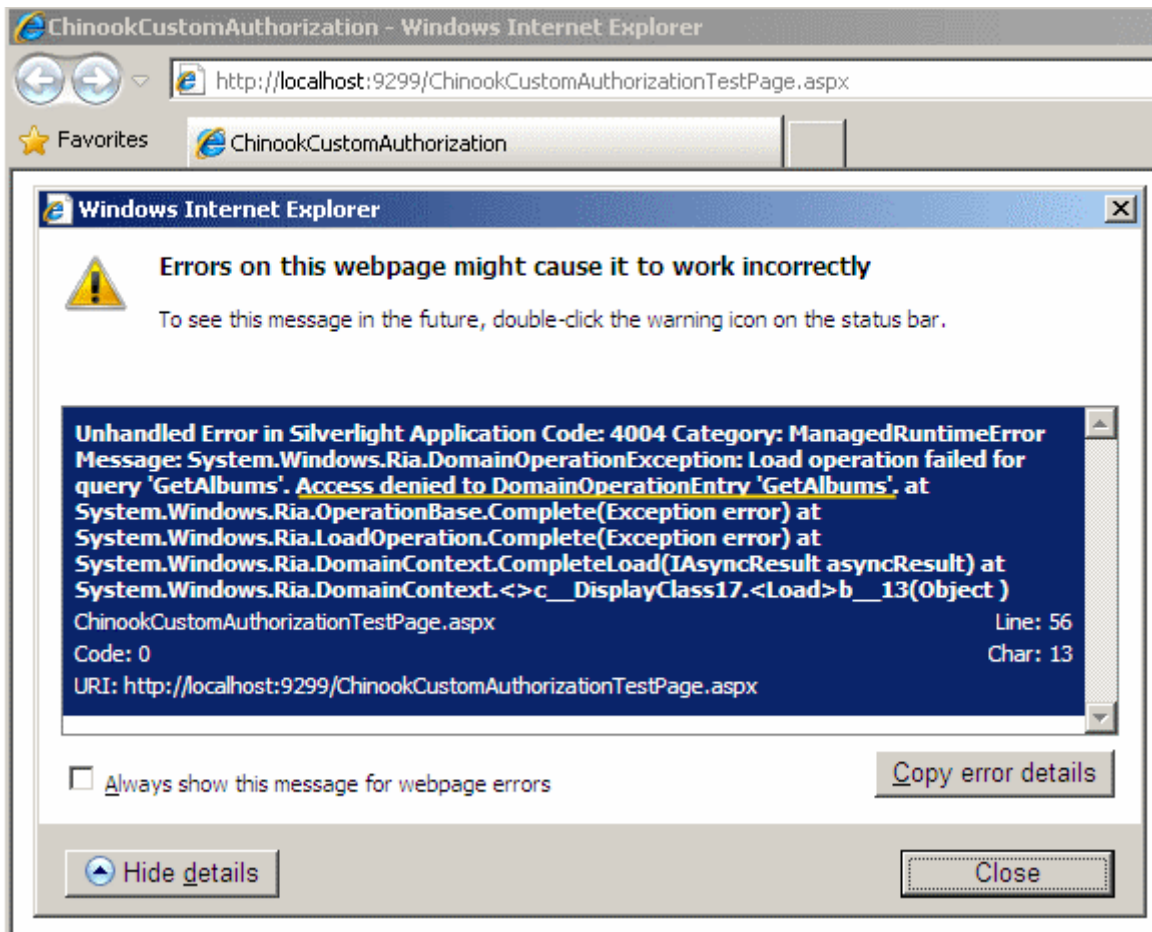 ChinookCustomAuthorization - Windows Internet Explorer
http://localhost:9299/ChinookCustomAuthorizationTestPage.aspx
Favorites
ChinookCustomAuthorization
Windows Internet Explorer
Errors on this webpage might cause it to work incorrectly
To see this message in the future, double-click the warning icon on the status bar.
Unhandled Error in Silverlight Application Code: 4004 Category: ManagedRuntimeError
Message: System.Windows.Ria.DomainOperationException: Load operation failed for
query 'GetAlbums'. Access denied to DomainOperationEntry 'GetAlbums'. at
System.Windows.Ria.OperationBase.Complete(Exception error) at
System.Windows.Ria.LoadOperation.Complete(Exception error) at
System.Windows.Ria.DomainContext.CompleteLoad(IAsyncResult asyncResult) at
System.Windows.Ria.DomainContext.<>c__DisplayClass17.<Load>b__13(Object )
ChinookCustomAuthorizationTestPage.aspx Line: 56
Code: 0 Char: 13
URI: http://localhost:9299/ChinookCustomAuthorizationTestPage.aspx
Always show this message for webpage errors
Copy error details
Hide details
Close